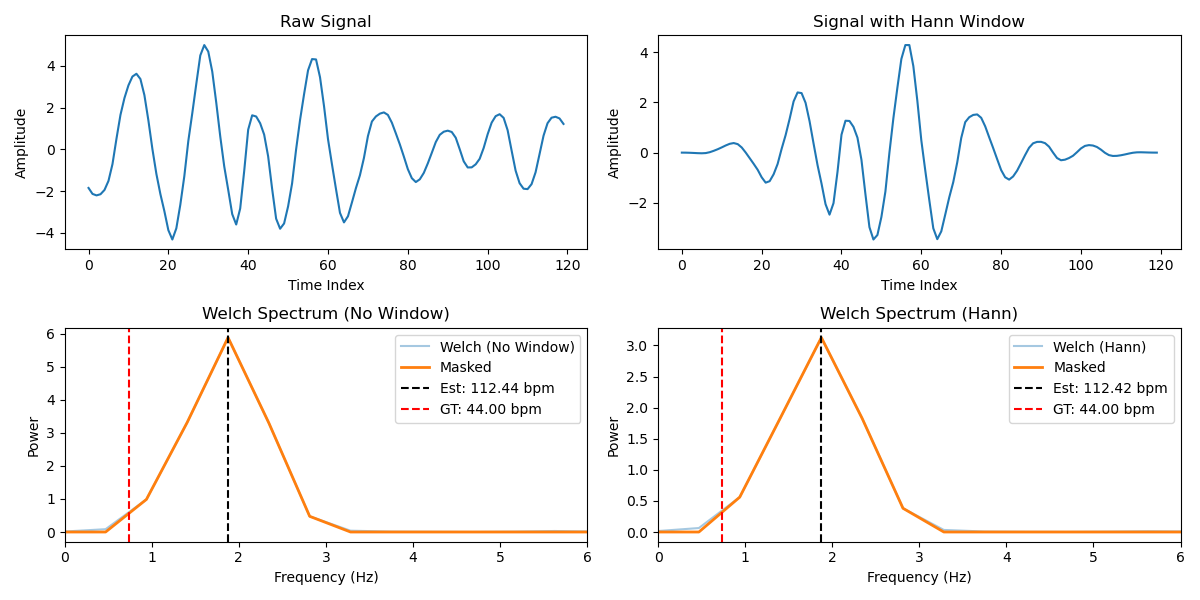 Raw Signal
Amplitude
4
2
0
−2
−4
0 20 40 60 80 100 120
Time Index
Signal with Hann Window
Amplitude
4
2
0
−2
0 20 40 60 80 100 120
Time Index
Welch Spectrum (No Window)
Power
6
5
4
3
2
1
0
Welch (No Window)
Masked
Est: 112.44 bpm
GT: 44.00 bpm
0 1 2 3 4 5 6
Frequency (Hz)
Welch Spectrum (Hann)
Power
3.0
2.5
2.0
1.5
1.0
0.5
0.0
Welch (Hann)
Masked
Est: 112.42 bpm
GT: 44.00 bpm
0 1 2 3 4 5 6
Frequency (Hz)